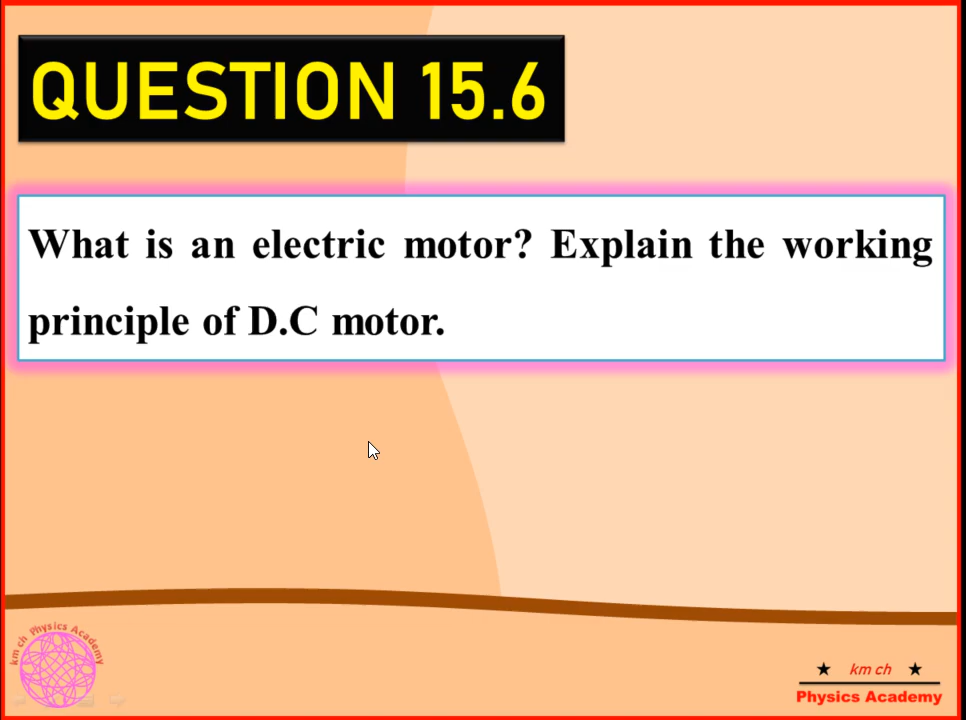 QUESTION 15.6
What is an electric motor? Explain the working
principle of D.C motor.
km ch Physics Academy
km ch
Physics Academy